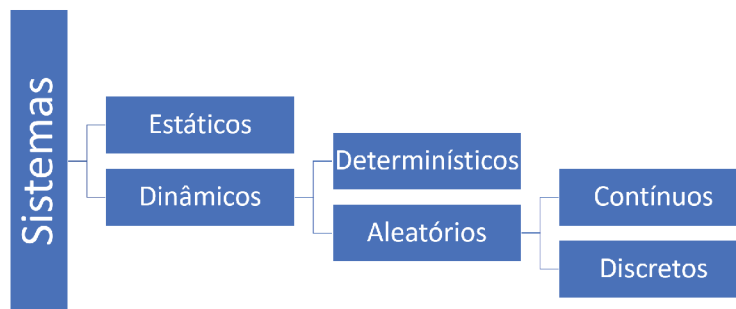 Sistemas
Estáticos
Dinâmicos
Determinísticos
Aleatórios
Contínuos
Discretos